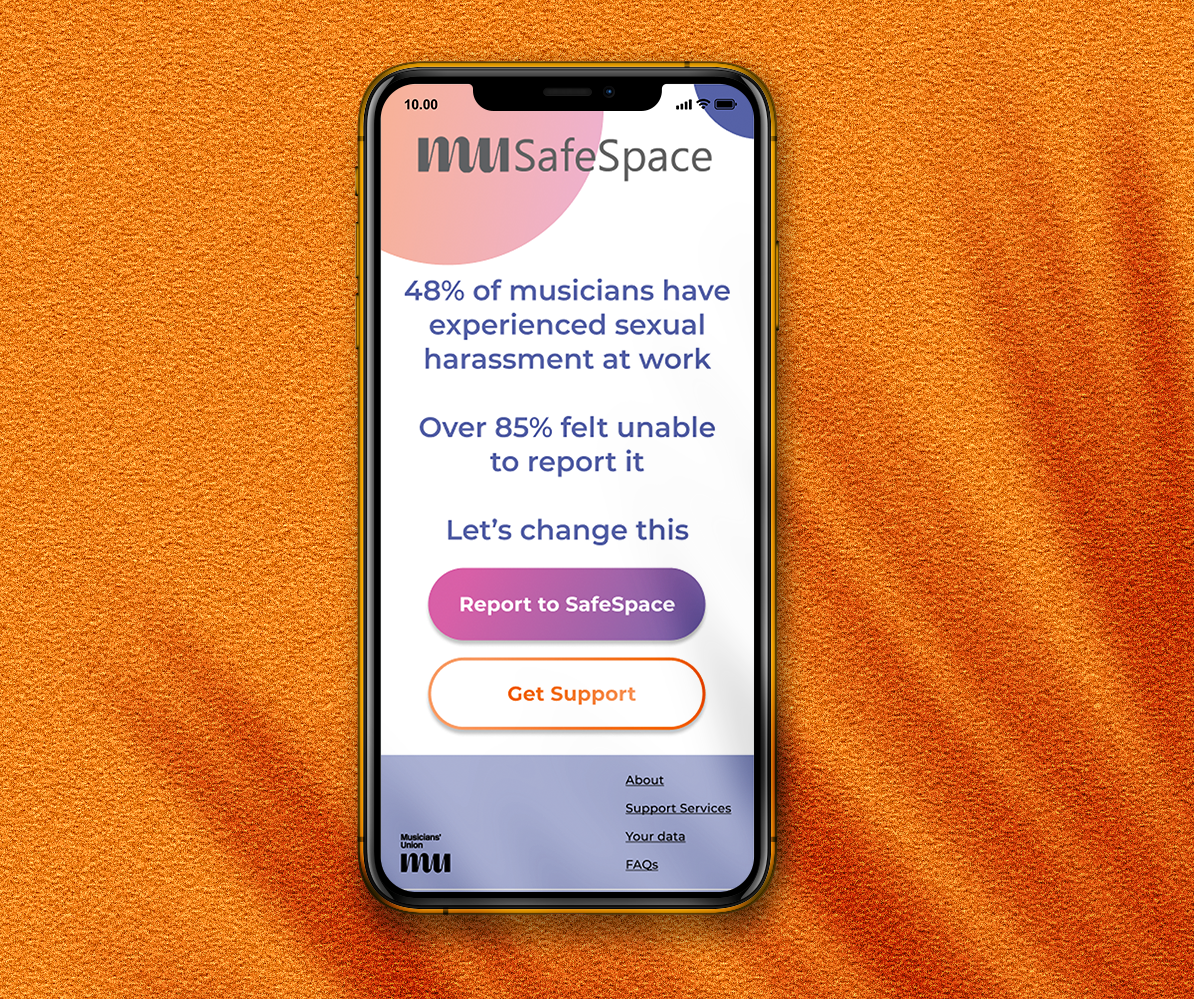 10.00
mu SafeSpace
48% of musicians have
experienced sexual
harassment at work
Over 85% felt unable
to report it
Let’s change this
Report to SafeSpace
Get Support
About
Support Services
Your data
FAQs
Musicians'
Union
mu